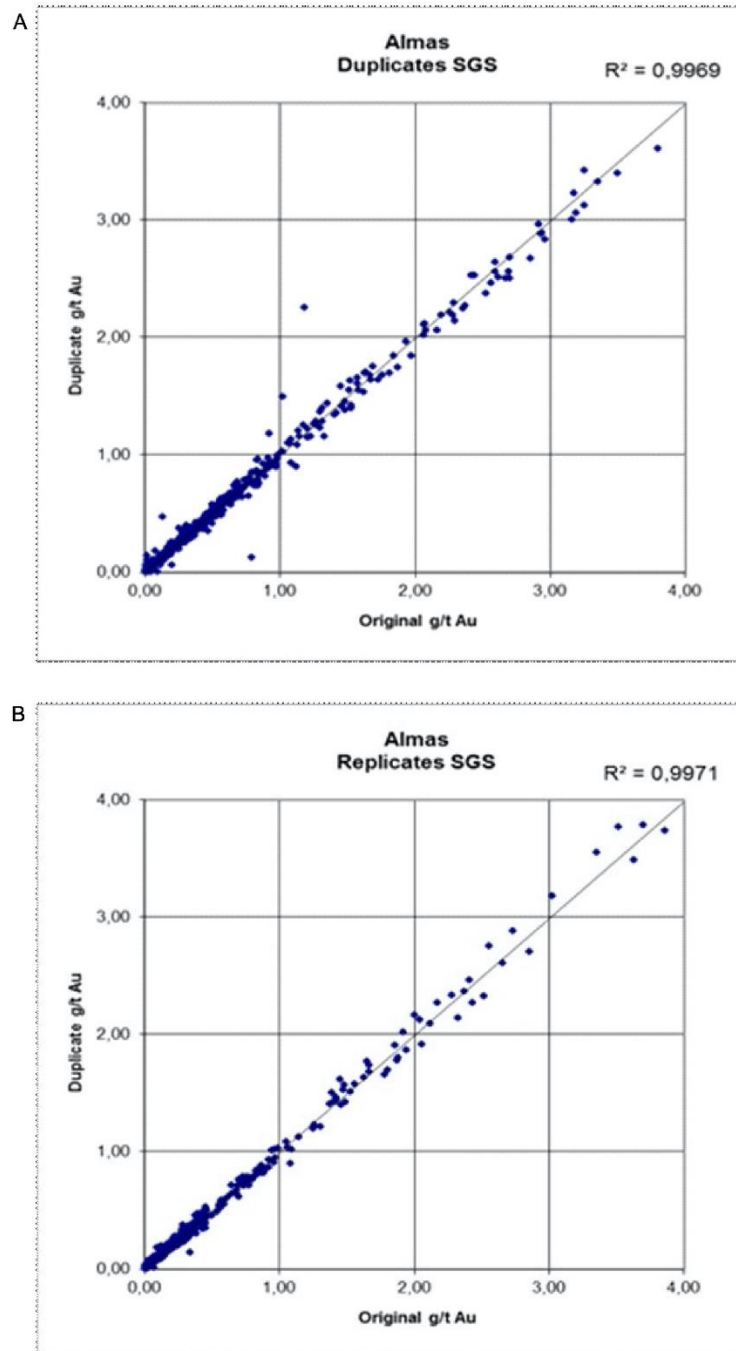 A
Almas
Duplicates SGS
R² = 0,9969
4,00
3,00
2,00
1,00
0,00
Duplicate g/t Au
0,00 1,00 2,00 3,00 4,00
Original g/t Au
B
Almas
Replicates SGS
R² = 0,9971
4,00
3,00
2,00
1,00
0,00
Duplicate g/t Au
0,00 1,00 2,00 3,00 4,00
Original g/t Au